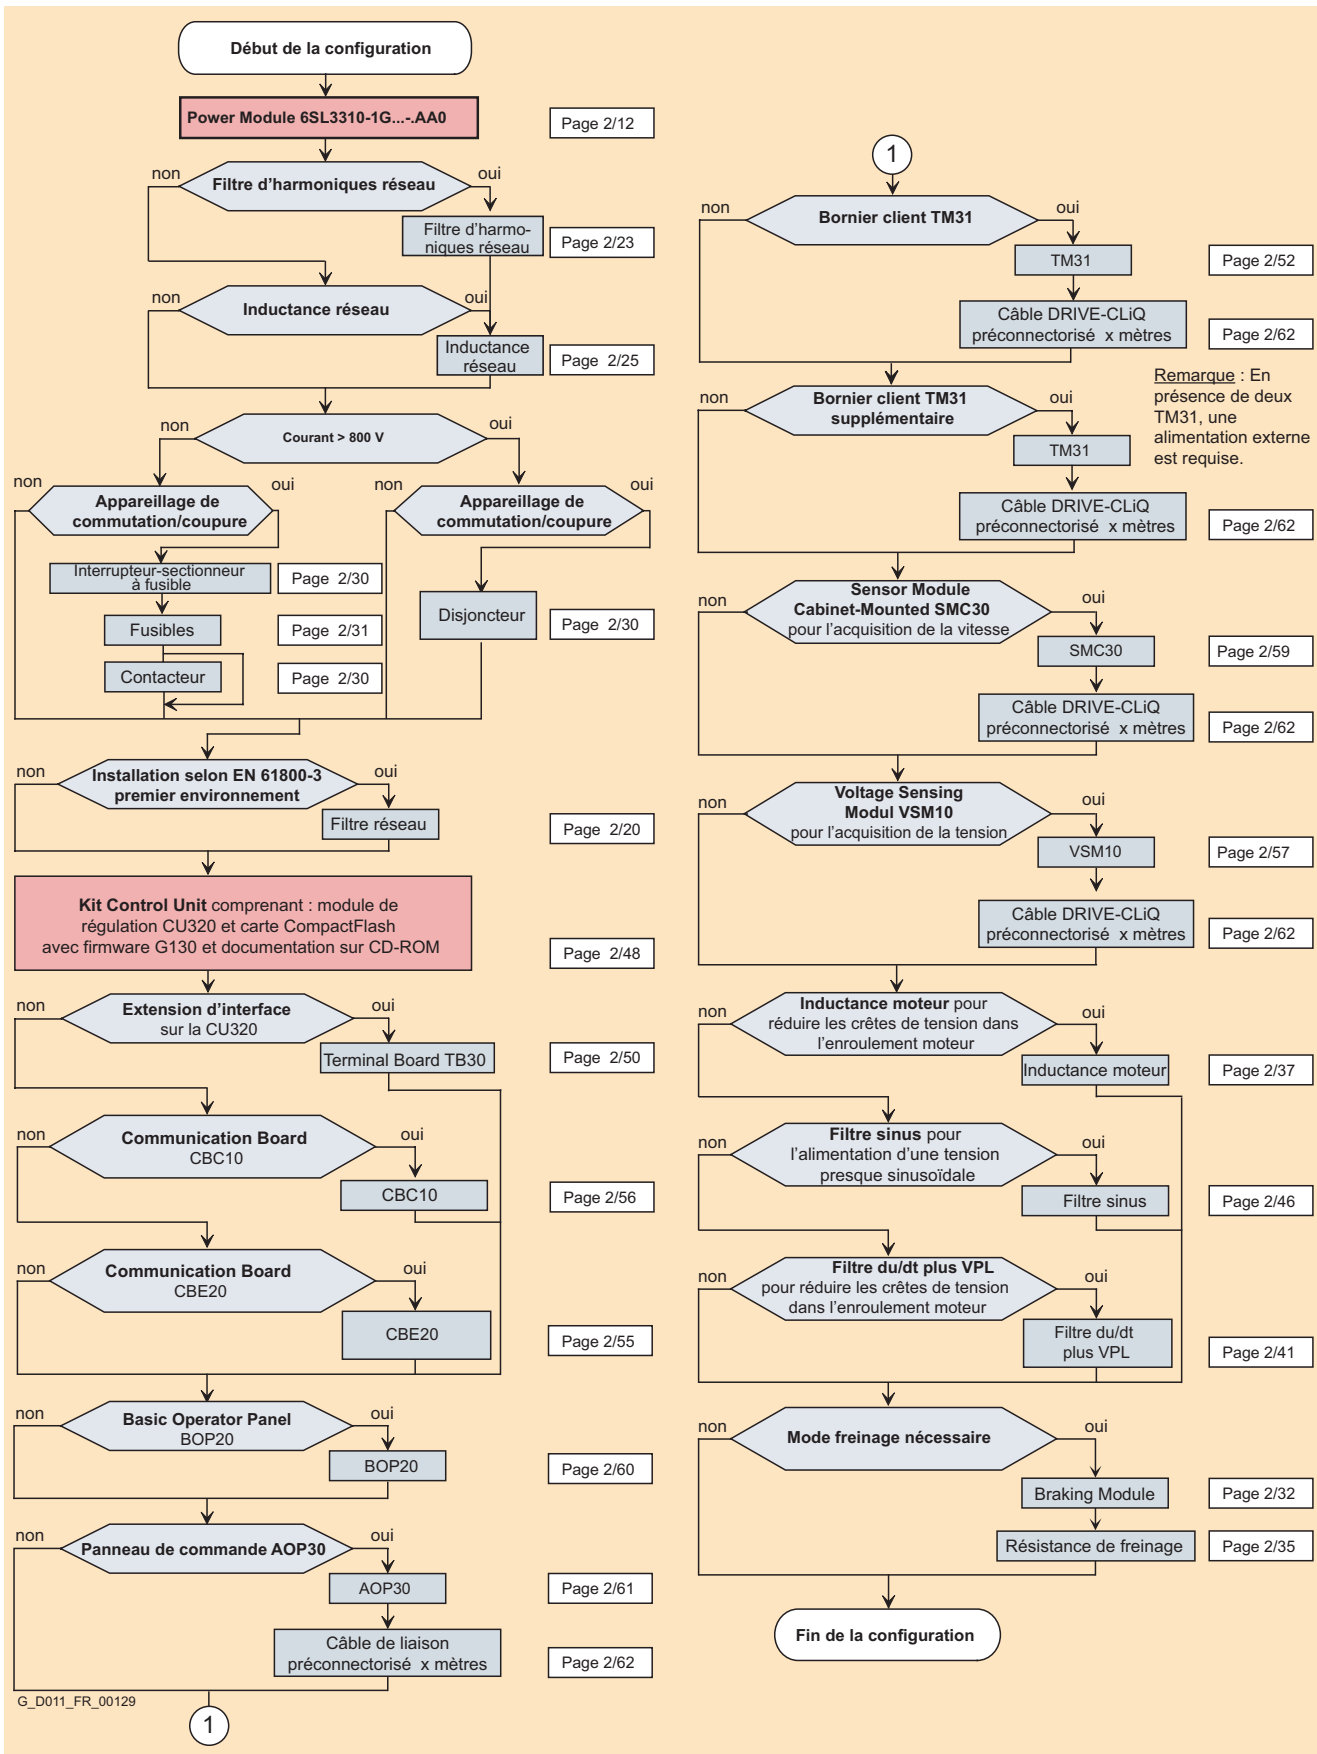 Début de la configuration
Power Module 6SL3310-1G...-.AA0
Page 2/12
non
oui
Filtre d'harmoniques réseau
Filtre d'harmo-
niques réseau
Page 2/23
non
oui
Inductance réseau
Inductance
réseau
Page 2/25
non
oui
Courant > 800 V
non
oui
Appareillage de
commutation/coupure
non
oui
Appareillage de
commutation/coupure
Interrupteur-sectionneur
à fusible
Page 2/30
Fusibles
Page 2/31
Contacteur
Page 2/30
Disjoncteur
Page 2/30
non
oui
Installation selon EN 61800-3
premier environnement
Filtre réseau
Page 2/20
Kit Control Unit comprenant : module de
régulation CU320 et carte CompactFlash
avec firmware G130 et documentation sur CD-ROM
Page 2/48
non
oui
Extension d'interface
sur la CU320
Terminal Board TB30
Page 2/50
non
oui
Communication Board
CBC10
CBC10
Page 2/56
non
oui
Communication Board
CBE20
CBE20
Page 2/55
non
oui
Basic Operator Panel
BOP20
BOP20
Page 2/60
non
oui
Panneau de commande AOP30
AOP30
Page 2/61
Câble de liaison
préconnectorisé x mètres
Page 2/62
G_D011_FR_00129
1
1
non
oui
Bornier client TM31
TM31
Page 2/52
Câble DRIVE-CLiQ
préconnectorisé x mètres
Page 2/62
Remarque : En
présence de deux
TM31, une
alimentation externe
est requise.
non
oui
Bornier client TM31
supplémentaire
TM31
Câble DRIVE-CLiQ
préconnectorisé x mètres
Page 2/62
non
oui
Sensor Module
Cabinet-Mounted SMC30
pour l'acquisition de la vitesse
SMC30
Page 2/59
Câble DRIVE-CLiQ
préconnectorisé x mètres
Page 2/62
non
oui
Voltage Sensing
Modul VSM10
pour l'acquisition de la tension
VSM10
Page 2/57
Câble DRIVE-CLiQ
préconnectorisé x mètres
Page 2/62
non
oui
Inductance moteur pour
réduire les crêtes de tension dans
l'enroulement moteur
Inductance moteur
Page 2/37
non
oui
Filtre sinus pour
l'alimentation d'une tension
presque sinusoïdale
Filtre sinus
Page 2/46
non
oui
Filtre du/dt plus VPL
pour réduire les crêtes de tension
dans l'enroulement moteur
Filtre du/dt
plus VPL
Page 2/41
non
oui
Mode freinage nécessaire
Braking Module
Page 2/32
Résistance de freinage
Page 2/35
Fin de la configuration